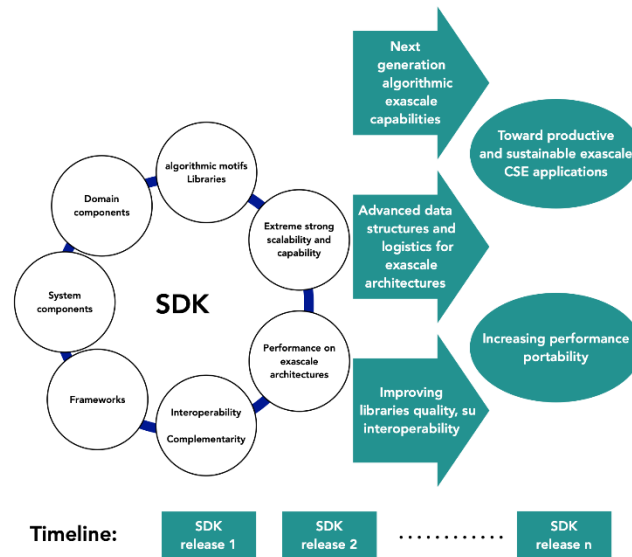 Next
generation
algorithmic
exascale
capabilities
Toward productive
and sustainable exascale
CSE applications
algorithmic motifs
Libraries
Domain
components
Extreme strong
scalability and
capability
Advanced data
structures and
logistics for
exascale
architectures
System
components
SDK
Performance on
exascale
architectures
Increasing performance
portability
Frameworks
Interoperability
Complementarity
Improving
libraries quality, su
interoperability
Timeline:
SDK
release 1
SDK
release 2
............
SDK
release n